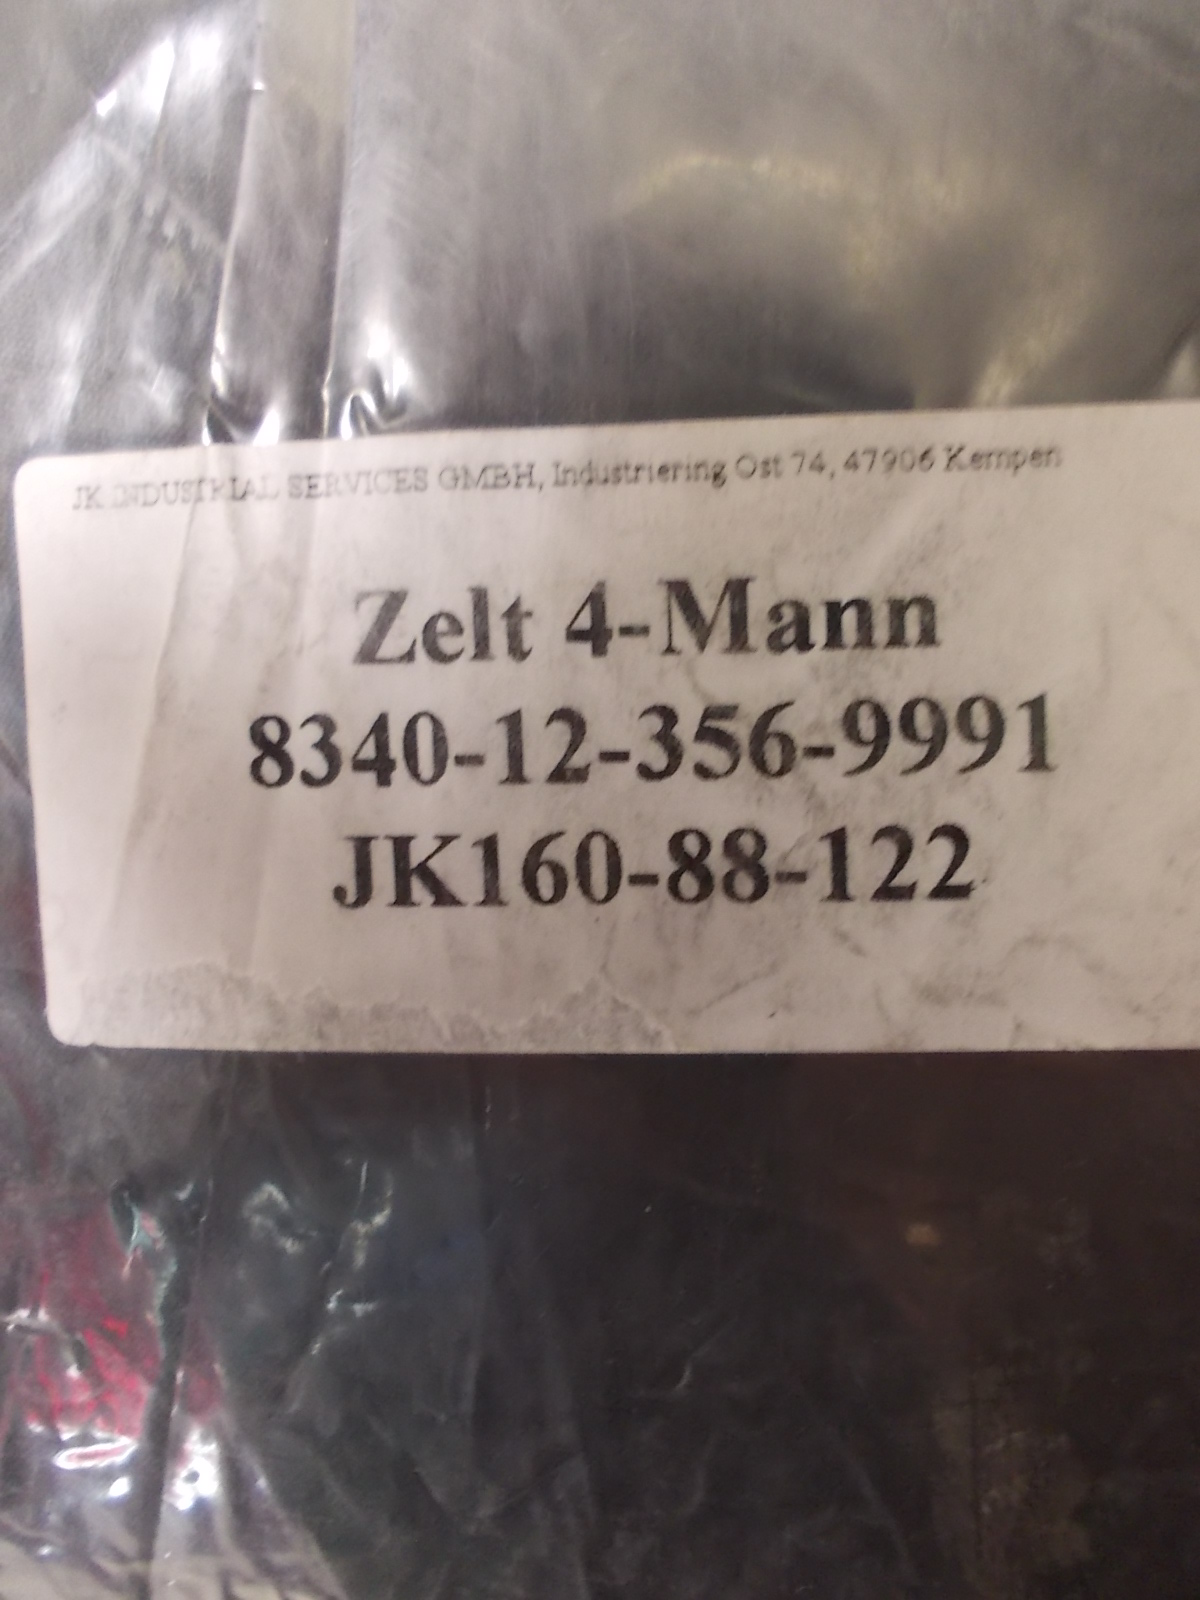 JK INDUSTRIAL SERVICES GMBH, Industriering Ost 74, 47906 Kempen
Zelt 4-Mann
8340-12-356-9991
JK160-88-122